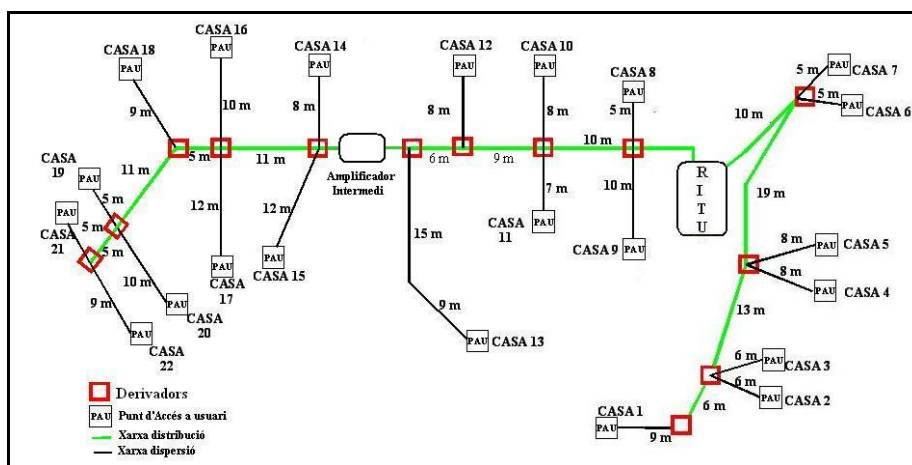 CASA 16
CASA 18
PAU
PAU
CASA 14
PAU
CASA 12
PAU
CASA 10
PAU
CASA 8
PAU
5 m
PAU
CASA 7
5 m
PAU
CASA 6
9 m
10 m
8 m
8 m
8 m
5 m
10 m
10 m
5 m
11 m
6 m
9 m
Amplificador
Intermedi
R
I
T
U
CASA
19
PAU
11 m
5 m
12 m
12 m
7 m
10 m
19 m
PAU
CASA
21
5 m
5 m
15 m
CASA
11
PAU
CASA 9
PAU
8 m
PAU
CASA 5
8 m
PAU
CASA 4
PAU
CASA 15
PAU
CASA
17
10 m
9 m
PAU
CASA
20
PAU
CASA
22
9 m
PAU
CASA 13
13 m
6 m
PAU
CASA 3
6 m
PAU
CASA 2
6 m
CASA 1
PAU
9 m
Derivadors
PAU
Punt d'Accés a usuari
Xarxa distribució
Xarxa dispersió